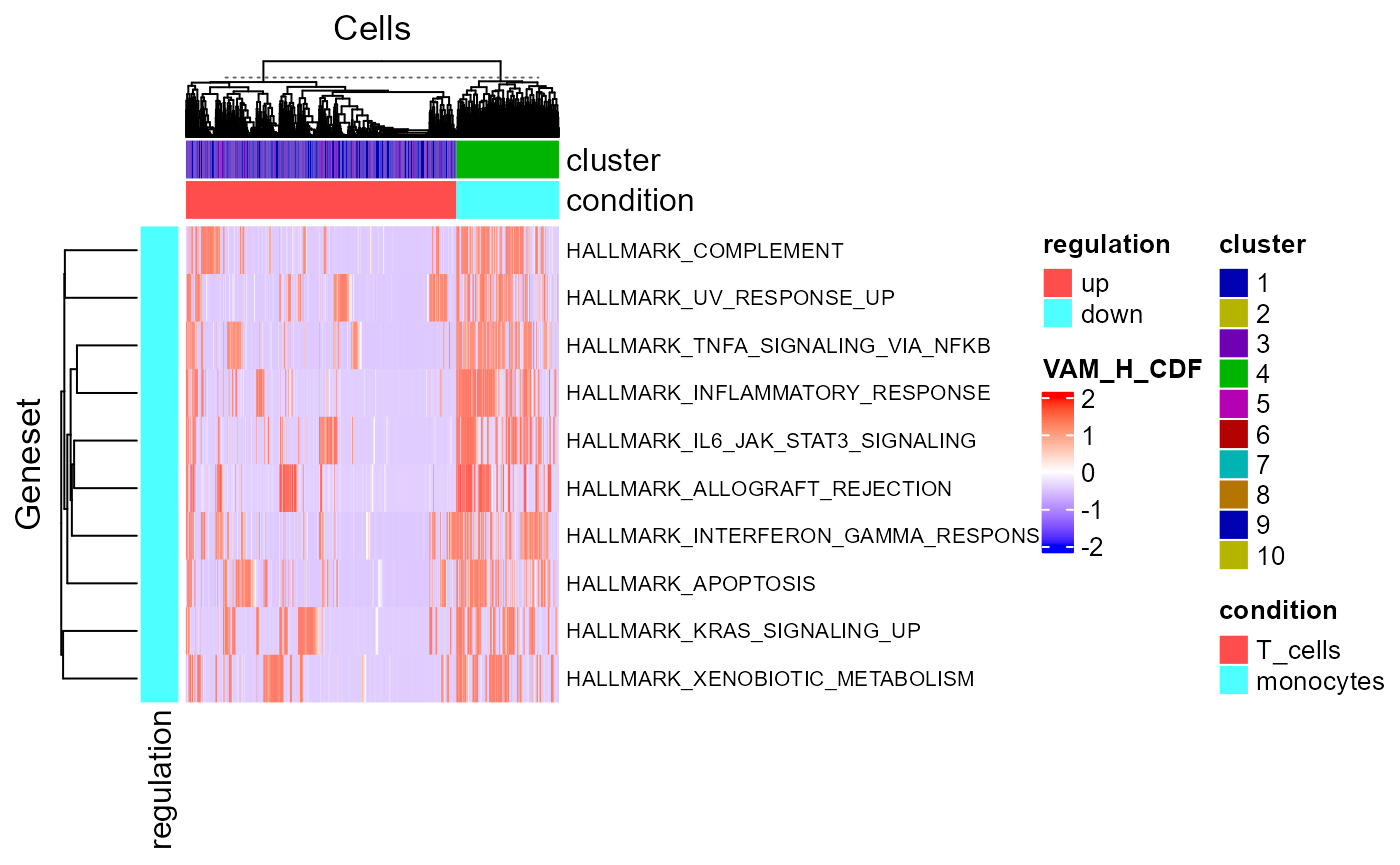 Cells
cluster
condition
Geneset
HALLMARK_COMPLEMENT
HALLMARK_UV_RESPONSE_UP
HALLMARK_TNFA_SIGNALING_VIA_NFKB
HALLMARK_INFLAMMATORY_RESPONSE
HALLMARK_IL6_JAK_STAT3_SIGNALING
HALLMARK_ALLOGRAFT_REJECTION
HALLMARK_INTERFERON_GAMMA_RESPONS
HALLMARK_APOPTOSIS
HALLMARK_KRAS_SIGNALING_UP
HALLMARK_XENOBIOTIC_METABOLISM
regulation
regulation
up
down
VAM_H_CDF
2
1
0
-1
-2
cluster
1
2
3
4
5
6
7
8
9
10
condition
T_cells
monocytes